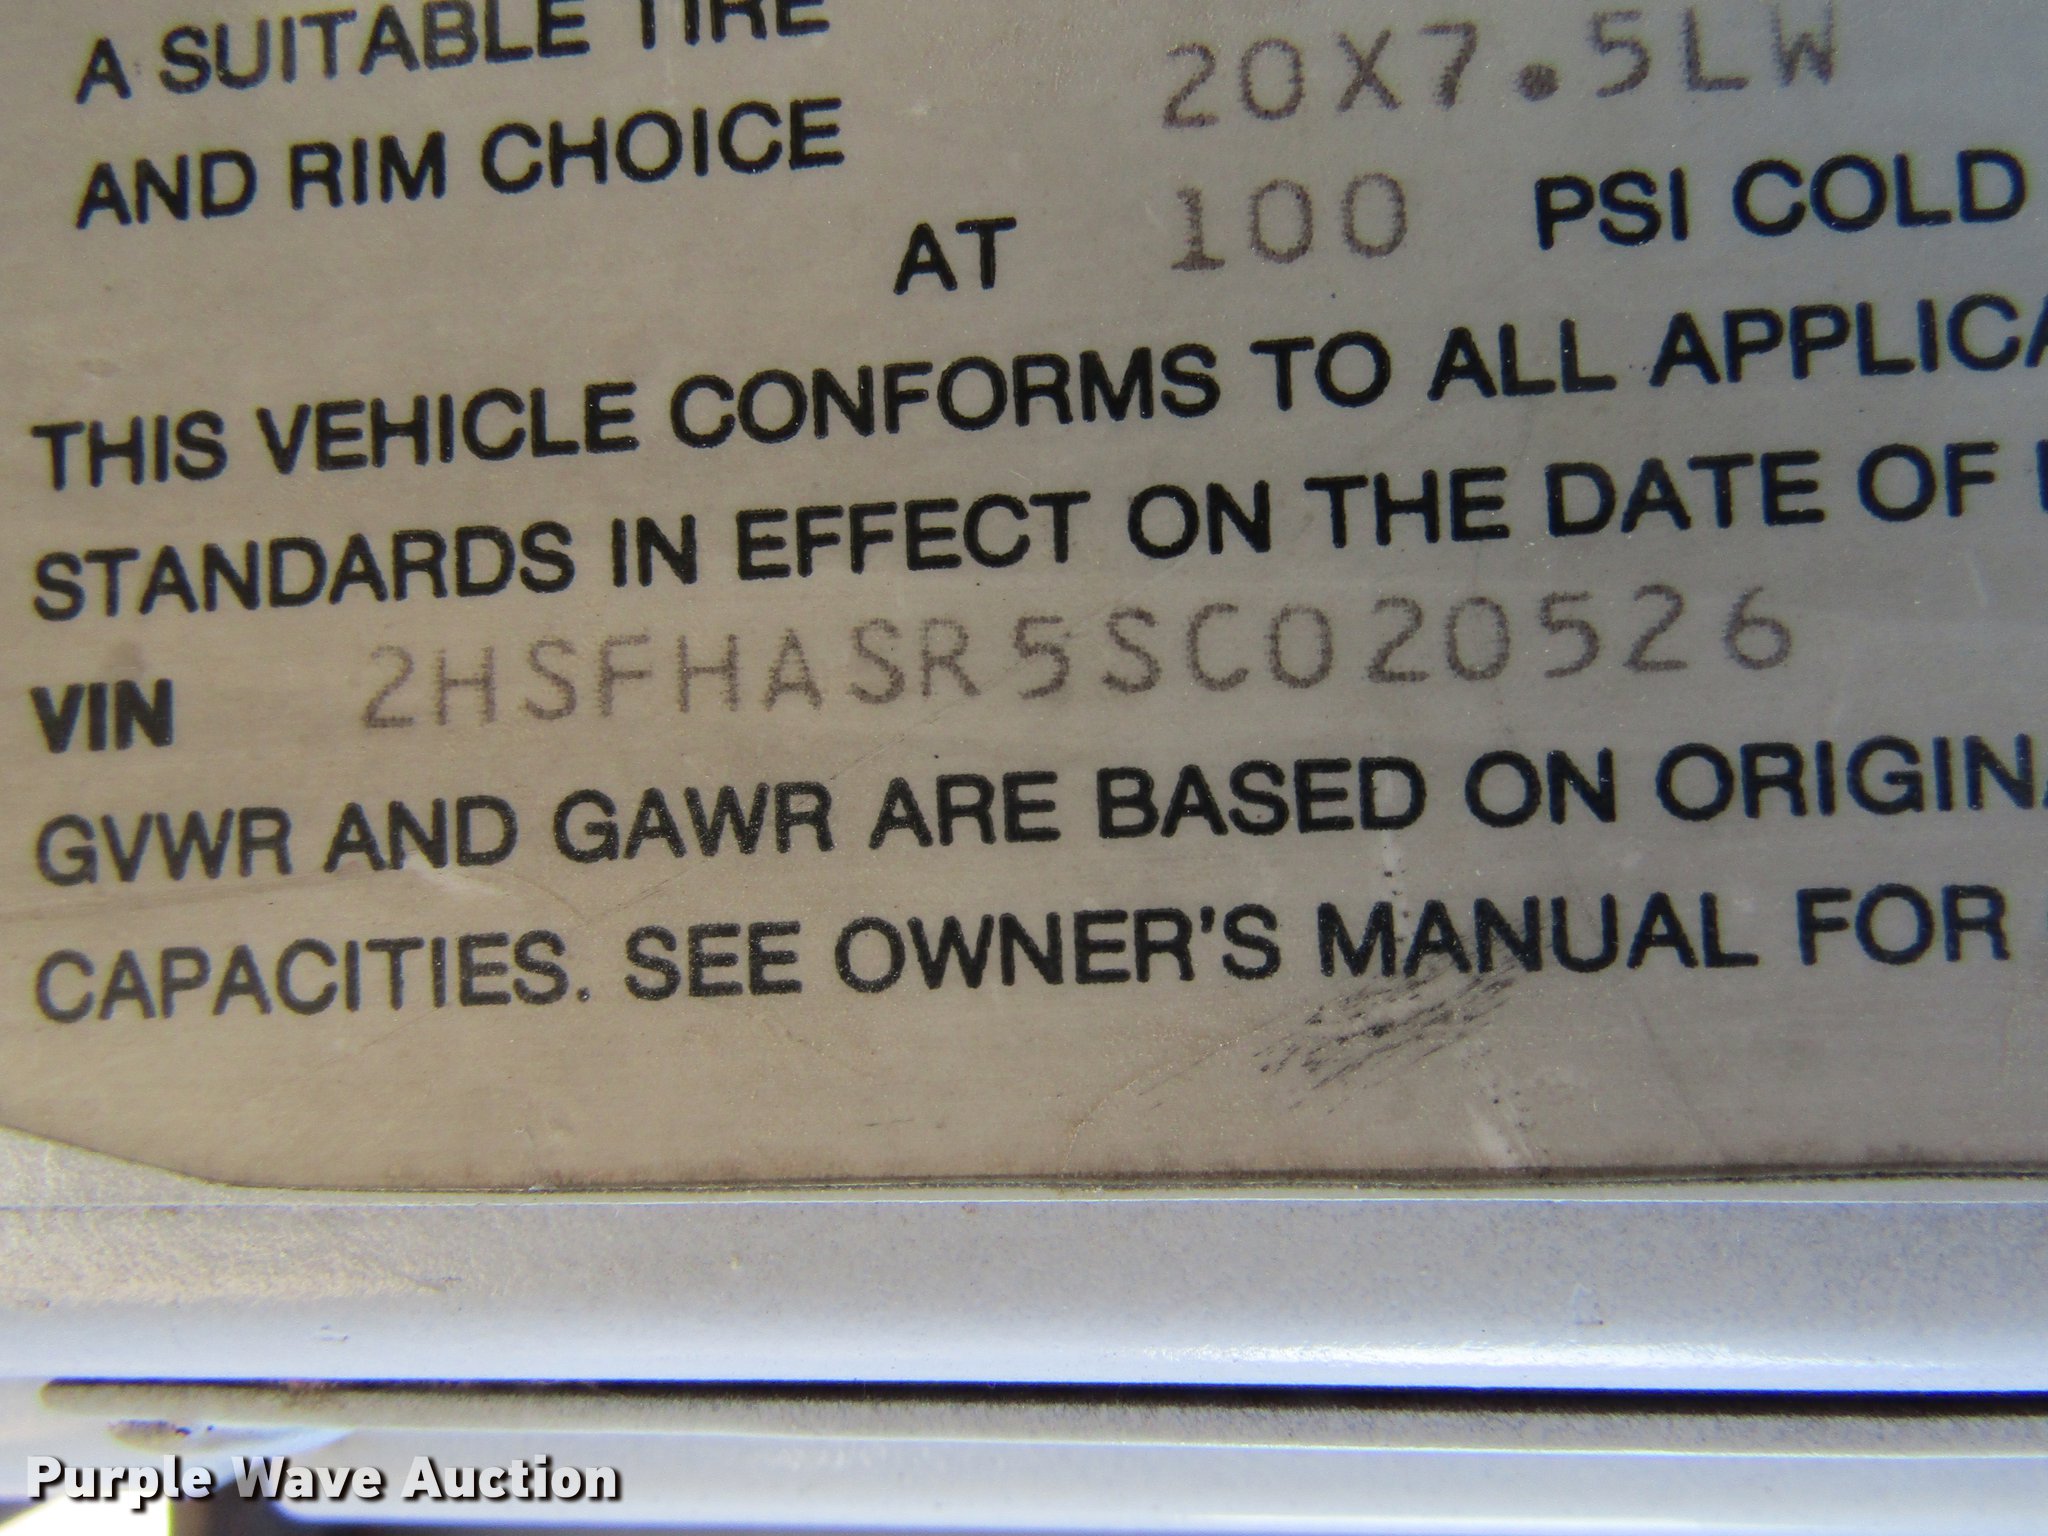 A SUITABLE TIRE 20X7.5LW
AND RIM CHOICE
AT 100 PSI COLD
THIS VEHICLE CONFORMS TO ALL APPLICA
STANDARDS IN EFFECT ON THE DATE OF
VIN 2HSFHASR5SC020526
GVWR AND GAWR ARE BASED ON ORIGINA
CAPACITIES. SEE OWNER'S MANUAL FOR
Purple Wave Auction